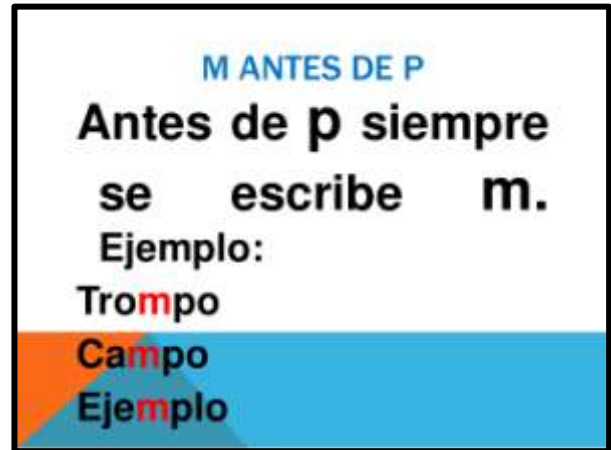 M ANTES DE P
Antes de p siempre
se escribe m.
Ejemplo:
Trompo
Campo
Ejemplo